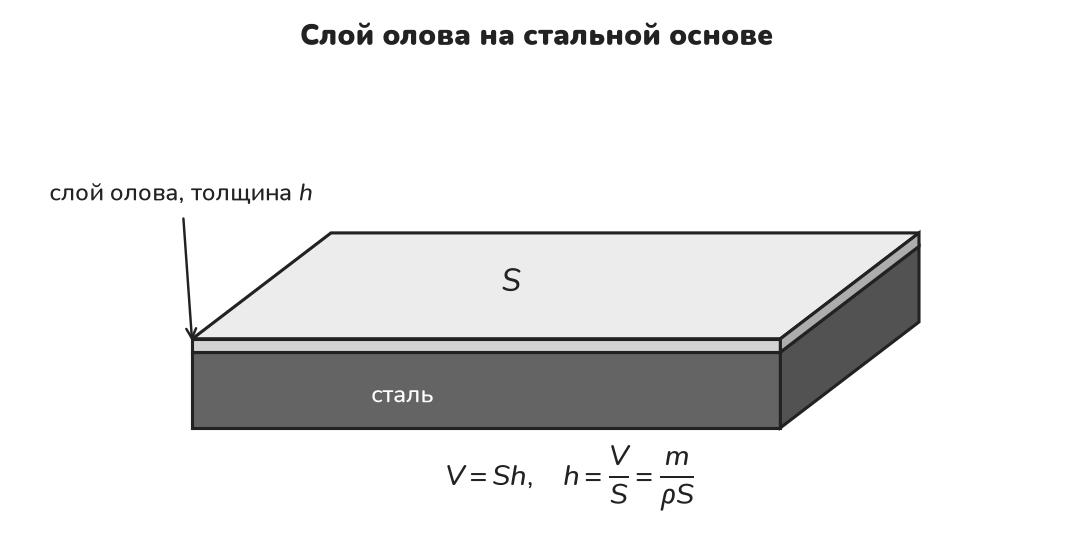 Слой олова на стальной основе
слой олова, толщина h
S
сталь
V = Sh, h = V/S = m/ρS